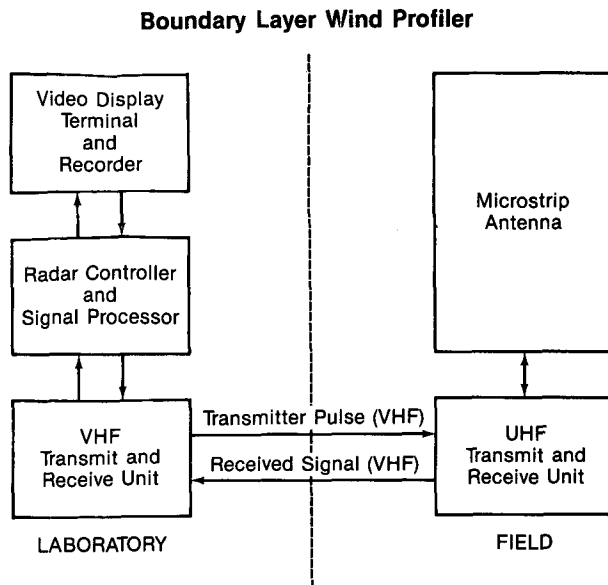 Boundary Layer Wind Profiler
Video Display
Terminal
and
Recorder
Radar Controller
and
Signal Processor
VHF
Transmit and
Receive Unit
LABORATORY
Transmitter Pulse (VHF)
Received Signal (VHF)
Microstrip
Antenna
UHF
Transmit and
Receive Unit
FIELD